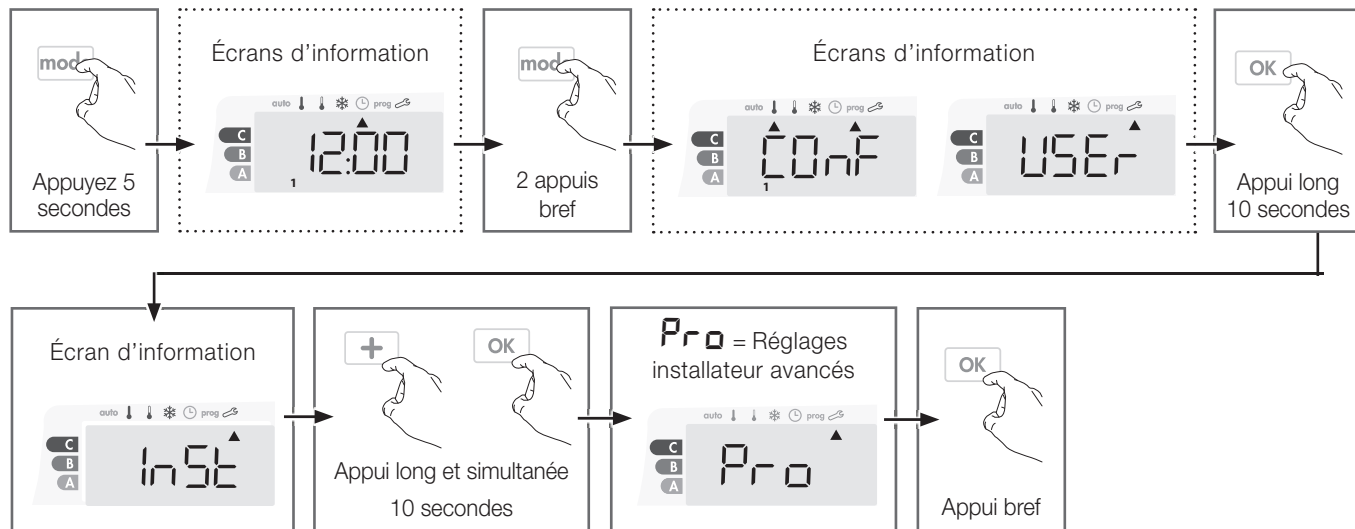 mod
Appuyez 5
secondes
Écrans d’information
auto prog
C
B
A
12:00
1
mod
2 appuis
bref
Écrans d’information
auto prog
C
B
A
COnF
1
auto prog
C
B
A
USEr
OK
Appui long
10 secondes
Écran d’information
auto prog
C
B
A
InSt
+
OK
Appui long et simultanée
10 secondes
Pro = Réglages
installateur avancés
auto prog
C
B
A
Pro
OK
Appui bref